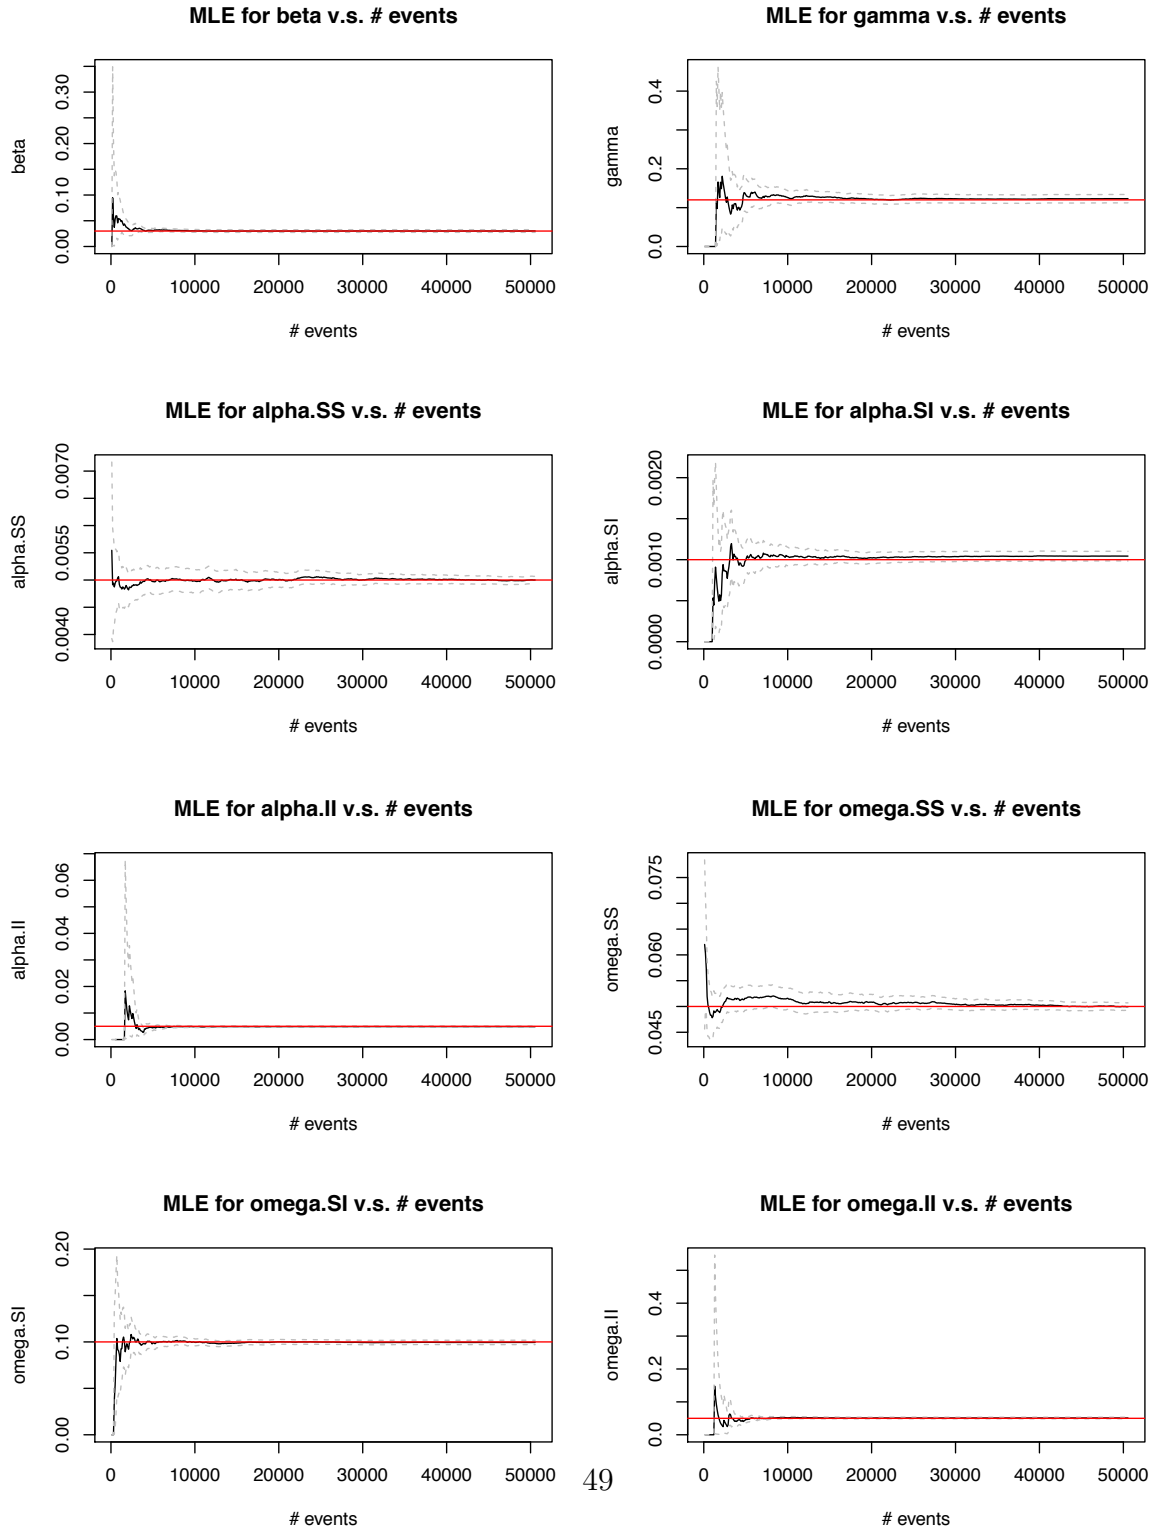 MLE for beta v.s. # events
beta
0.00 0.10 0.20 0.30
0 10000 20000 30000 40000 50000
# events
MLE for gamma v.s. # events
gamma
0.0 0.2 0.4
0 10000 20000 30000 40000 50000
# events
MLE for alpha.SS v.s. # events
alpha.SS
0.0040 0.0055 0.0070
0 10000 20000 30000 40000 50000
# events
MLE for alpha.SI v.s. # events
alpha.SI
0.0000 0.0010 0.0020
0 10000 20000 30000 40000 50000
# events
MLE for alpha.II v.s. # events
alpha.II
0.00 0.02 0.04 0.06
0 10000 20000 30000 40000 50000
# events
MLE for omega.SS v.s. # events
omega.SS
0.045 0.060 0.075
0 10000 20000 30000 40000 50000
# events
MLE for omega.SI v.s. # events
omega.SI
0.00 0.10 0.20
0 10000 20000 30000 40000 50000
# events
MLE for omega.II v.s. # events
omega.II
0.0 0.2 0.4
0 10000 20000 30000 40000 50000
# events
49